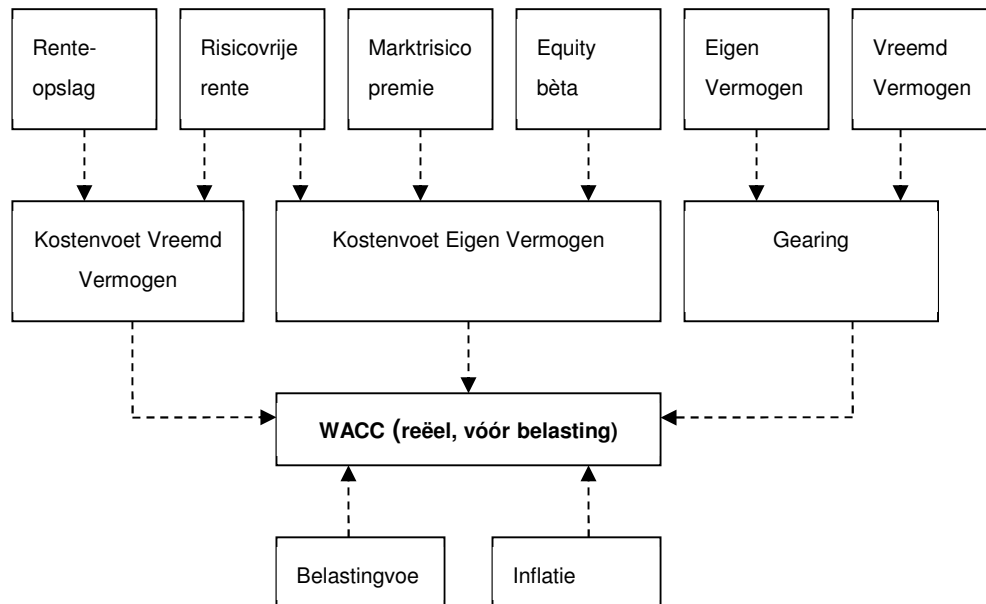 Rente-
opslag
Risicovrije
rente
Marktrisico
premie
Equity
bèta
Eigen
Vermogen
Vreemd
Vermogen
Kostenvoet Vreemd
Vermogen
Kostenvoet Eigen Vermogen
Gearing
WACC (reëel, vóór belasting)
Belastingvoe
Inflatie